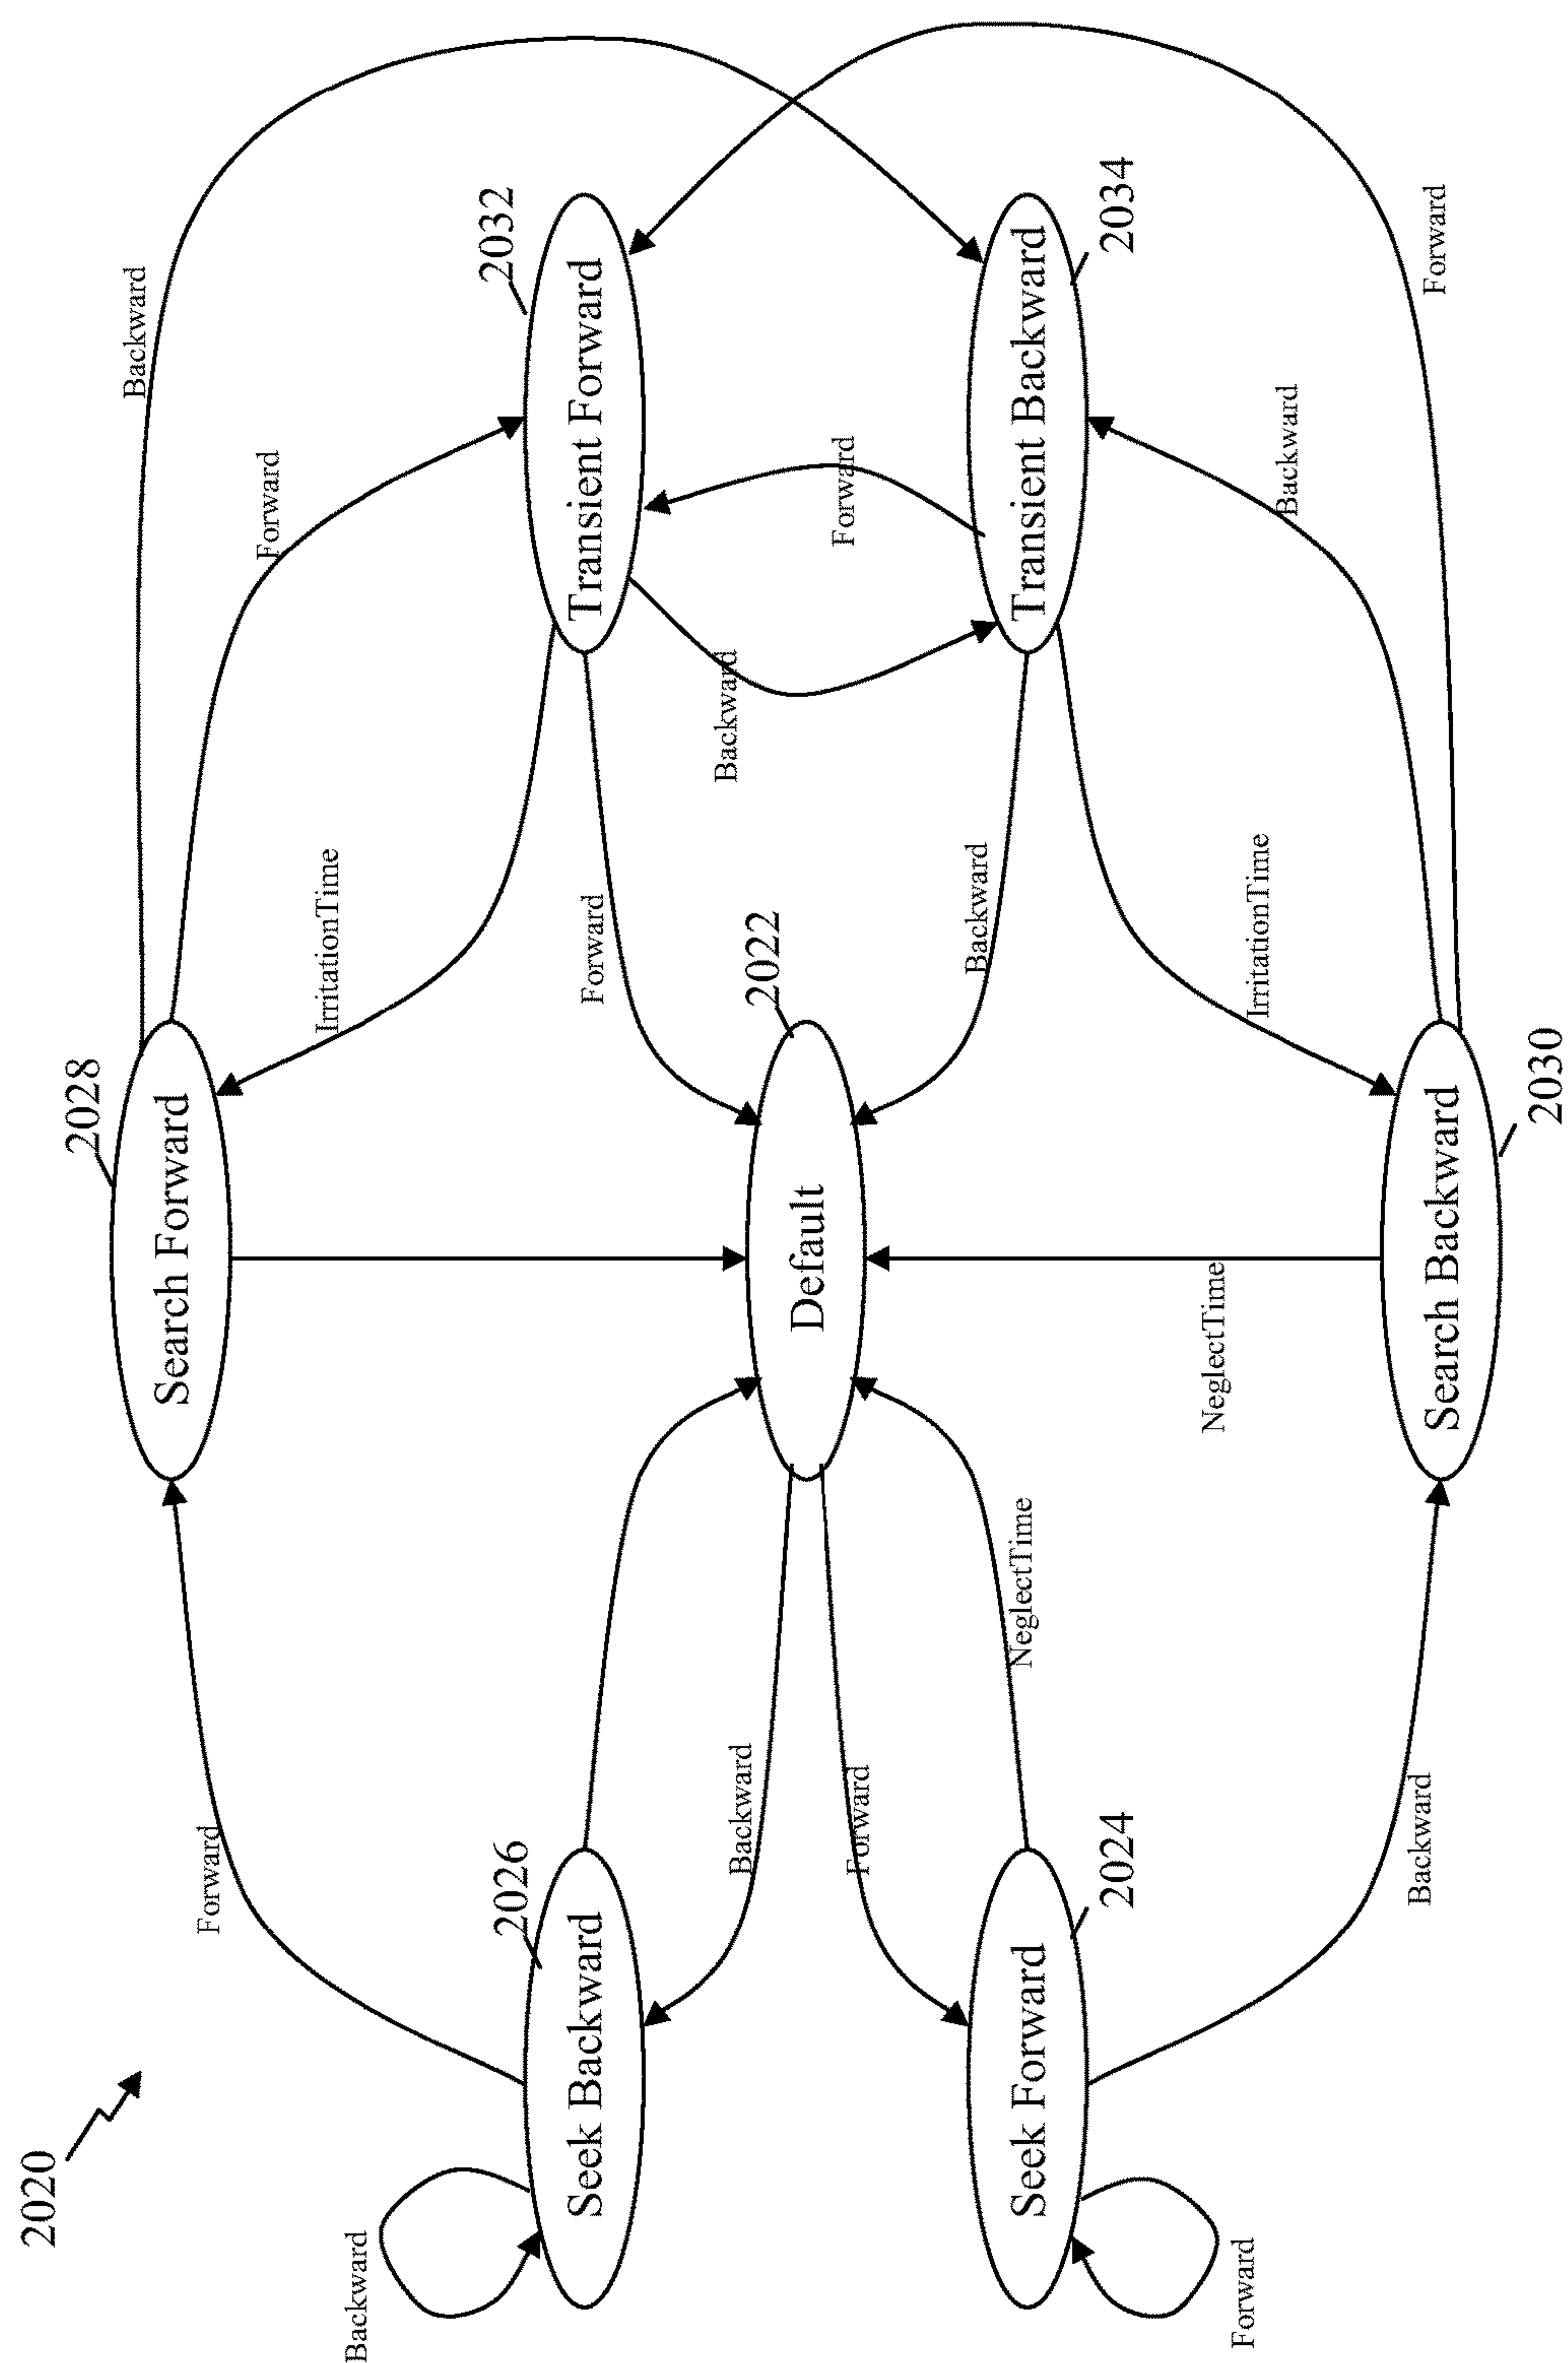 2020
2028
Backward
Search Forward
Forward
Forward
IrritationTime
Backward
2026
2032
Seek Backward
Transient Forward
Forward
Backward
Backward
2022
Default
Forward
Forward
Backward
NeglectTime
Seek Forward
Transient Backward
2024
2034
NeglectTime
Forward
IrritationTime
Backward
Backward
Forward
Search Backward
2030